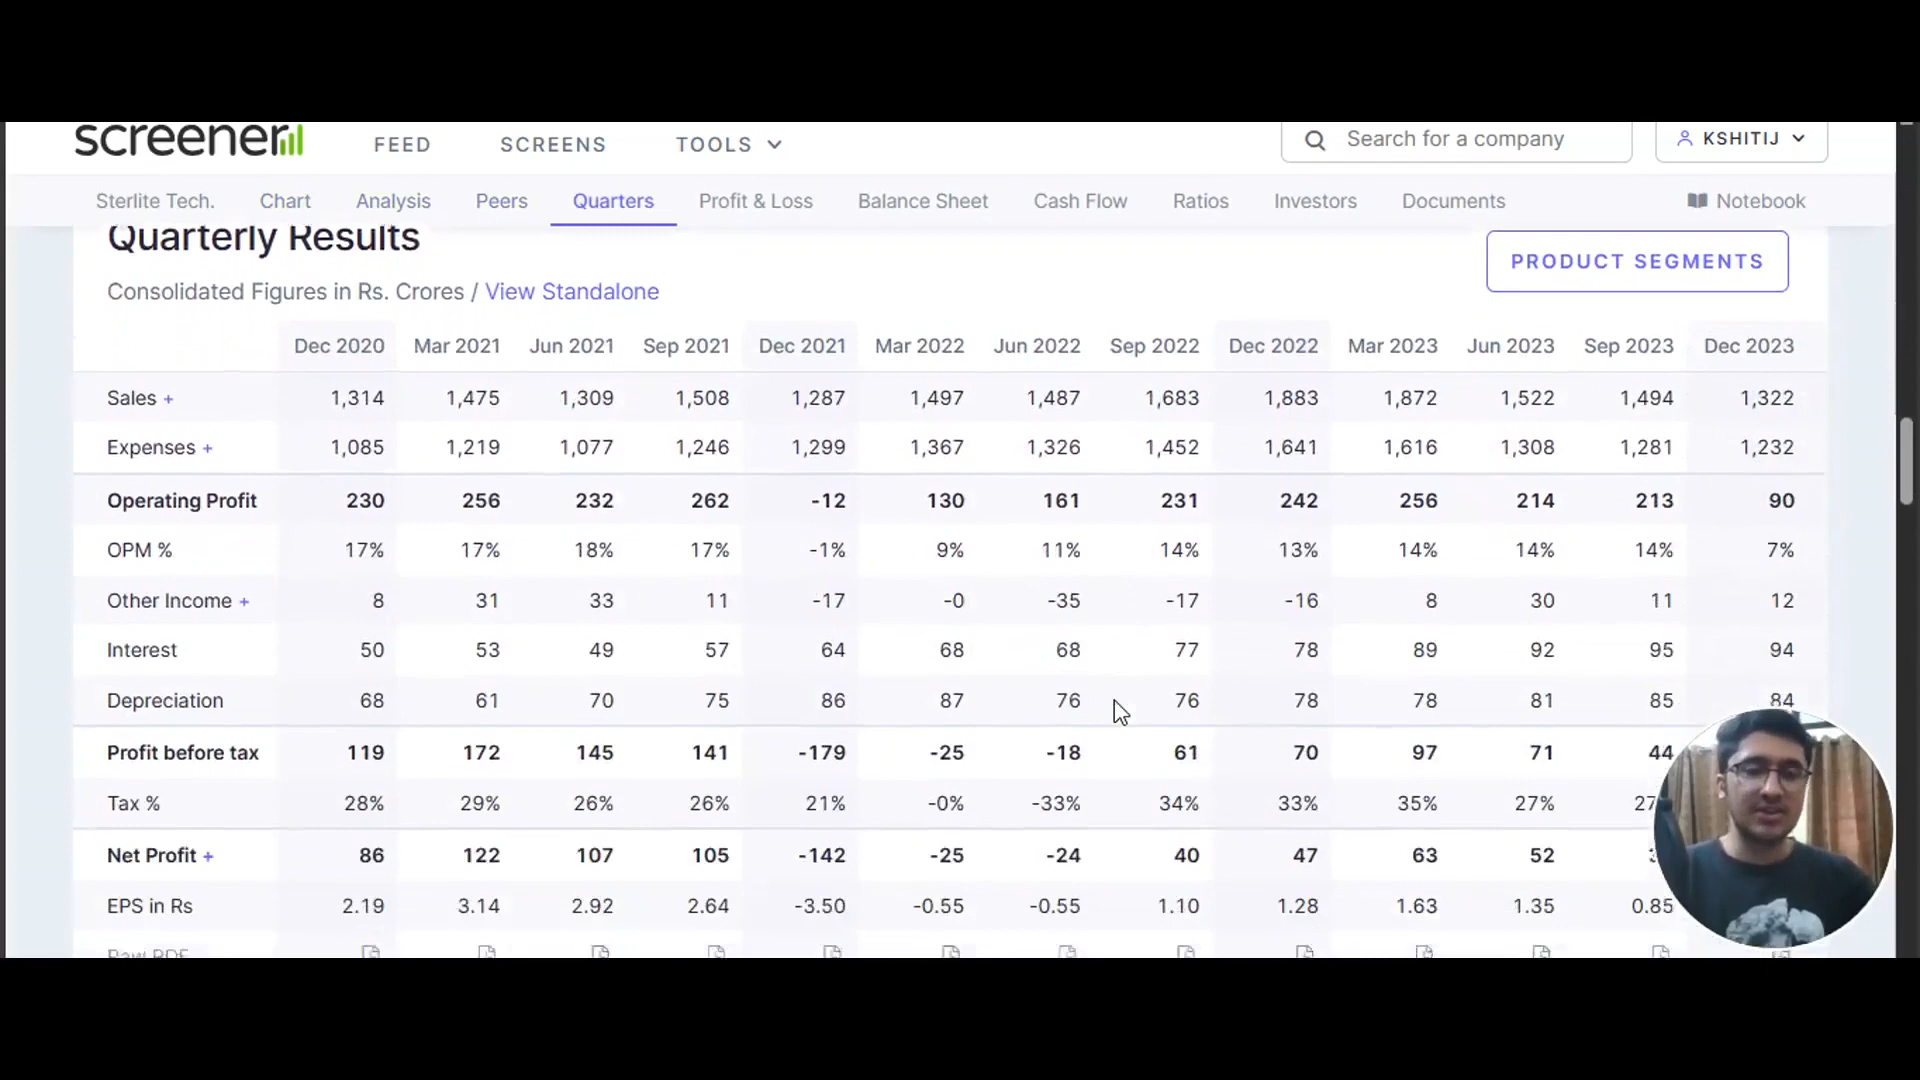 screener FEED SCREENS TOOLS Search for a company KSHITIJ
Sterlite Tech. Chart Analysis Peers Quarters Profit & Loss Balance Sheet Cash Flow Ratios Investors Documents Notebook
Quarterly Results
PRODUCT SEGMENTS
Consolidated Figures in Rs. Crores / View Standalone
Dec 2020 Mar 2021 Jun 2021 Sep 2021 Dec 2021 Mar 2022 Jun 2022 Sep 2022 Dec 2022 Mar 2023 Jun 2023 Sep 2023 Dec 2023
Sales + 1,314 1,475 1,309 1,508 1,287 1,497 1,487 1,683 1,883 1,872 1,522 1,494 1,322
Expenses + 1,085 1,219 1,077 1,246 1,299 1,367 1,326 1,452 1,641 1,616 1,308 1,281 1,232
Operating Profit 230 256 232 262 -12 130 161 231 242 256 214 213 90
OPM % 17% 17% 18% 17% -1% 9% 11% 14% 13% 14% 14% 14% 7%
Other Income + 8 31 33 11 -17 -0 -35 -17 -16 8 30 11 12
Interest 50 53 49 57 64 68 68 77 78 89 92 95 94
Depreciation 68 61 70 75 86 87 76 76 78 78 81 85 84
Profit before tax 119 172 145 141 -179 -25 -18 61 70 97 71 44
Tax % 28% 29% 26% 26% 21% -0% -33% 34% 33% 35% 27% 27
Net Profit + 86 122 107 105 -142 -25 -24 40 47 63 52
EPS in Rs 2.19 3.14 2.92 2.64 -3.50 -0.55 -0.55 1.10 1.28 1.63 1.35 0.85
Raw PDF